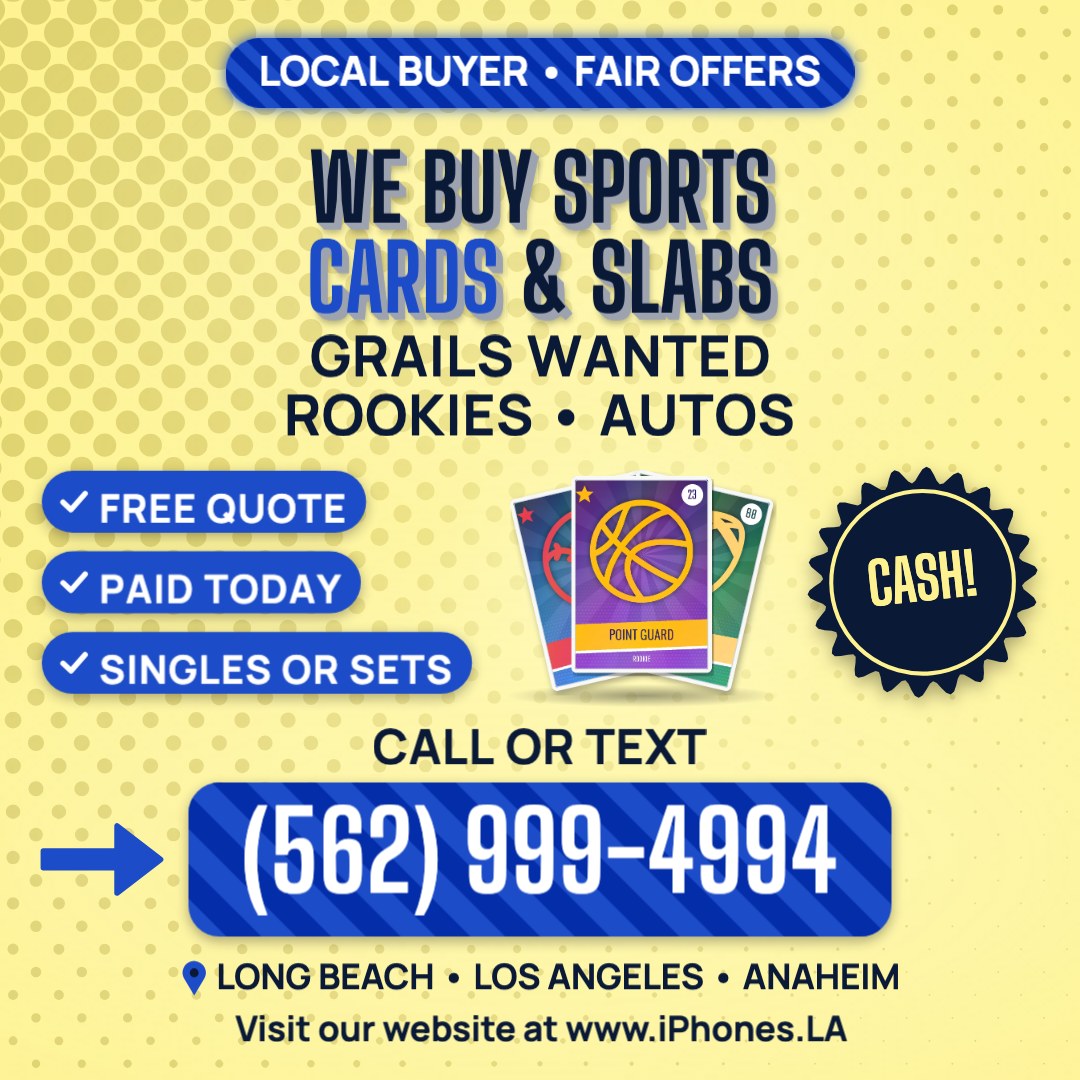 LOCAL BUYER • FAIR OFFERS
WE BUY SPORTS
CARDS & SLABS
GRAILS WANTED
ROOKIES • AUTOS
FREE QUOTE
PAID TODAY
SINGLES OR SETS
23
88
POINT GUARD
ROOKIE
CASH!
CALL OR TEXT
(562) 999-4994
LONG BEACH • LOS ANGELES • ANAHEIM
Visit our website at www.iPhones.LA